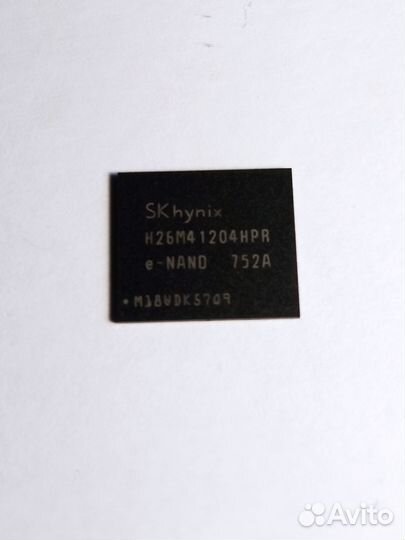 SKhynix
H26M41204HPR
e-NAND 752A
M18WDK5709
Avito